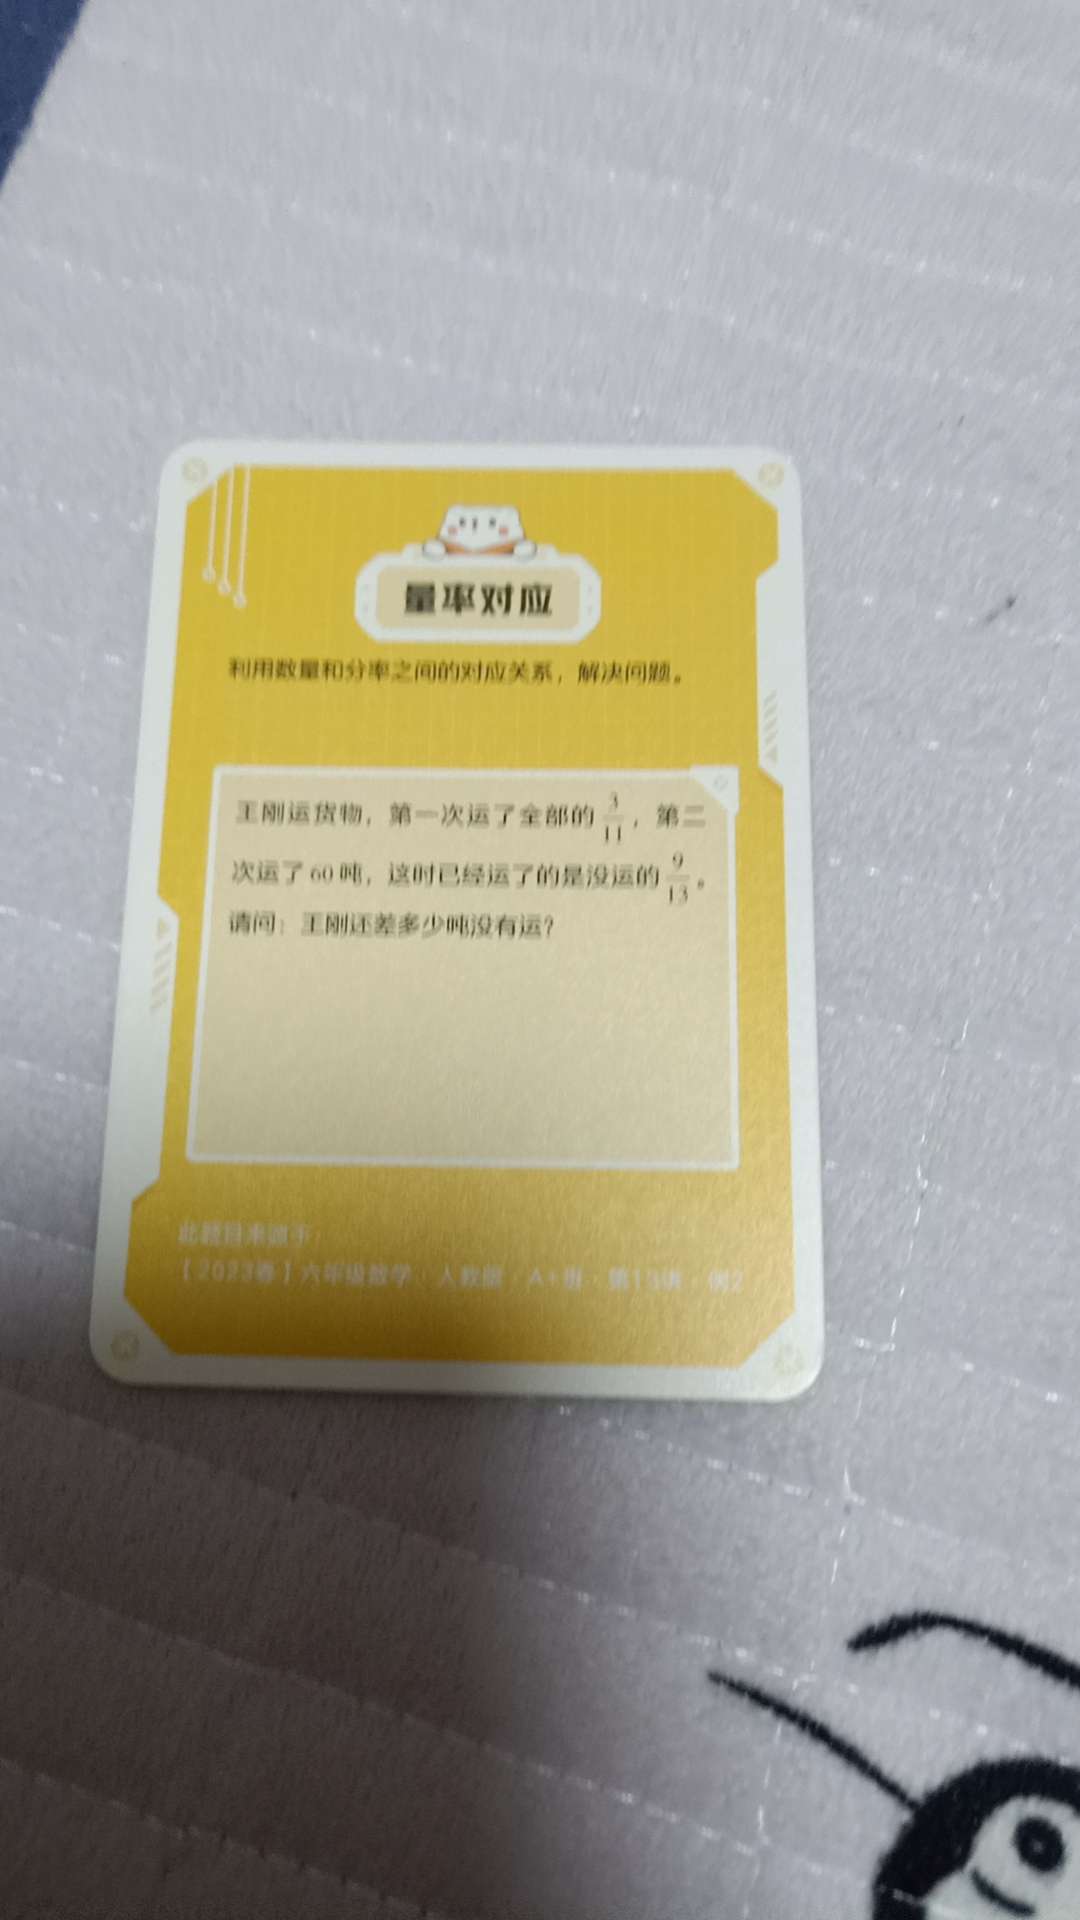 量率对应
利用数量和分率之间的对应关系，解决问题。
王刚运货物，第一次运了全部的 3/11，第二
次运了 60 吨，这时已经运了的是没运的 9/13。
请问：王刚还差多少吨没有运？
此题目来源于：
【2023春】六年级数学·人教版·A+班·第13讲·例2